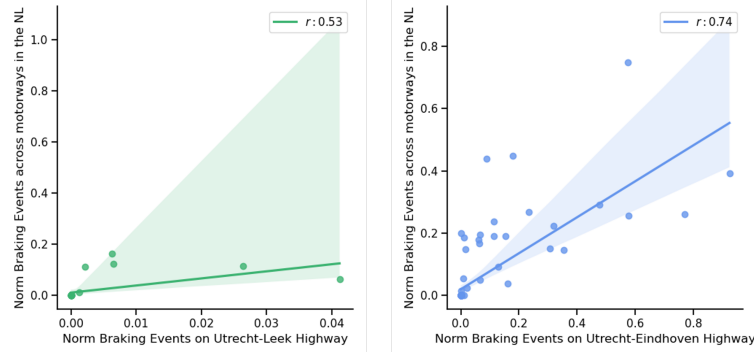 r: 0.53
1.0
0.8
0.6
0.4
0.2
0.0
Norm Braking Events across motorways in the NL
0.00 0.01 0.02 0.03 0.04
Norm Braking Events on Utrecht-Leek Highway
r: 0.74
0.8
0.6
0.4
0.2
0.0
Norm Braking Events across motorways in the NL
0.0 0.2 0.4 0.6 0.8
Norm Braking Events on Utrecht-Eindhoven Highway